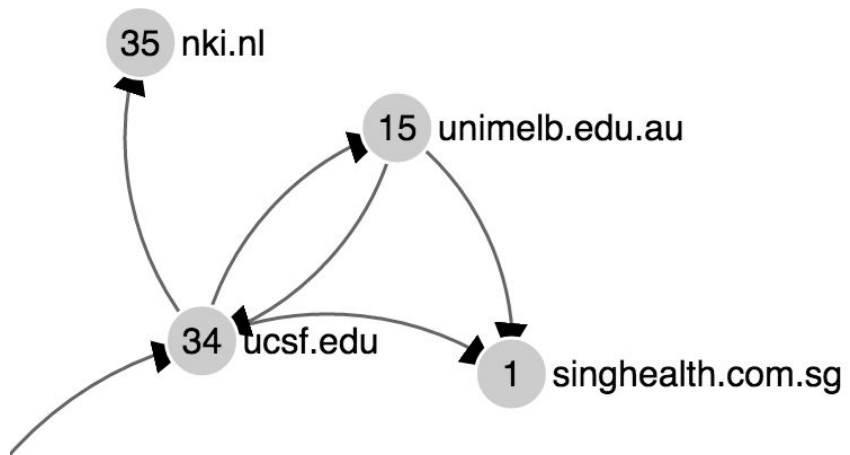 35 nki.nl
15 unimelb.edu.au
34 ucsf.edu
1 singhealth.com.sg